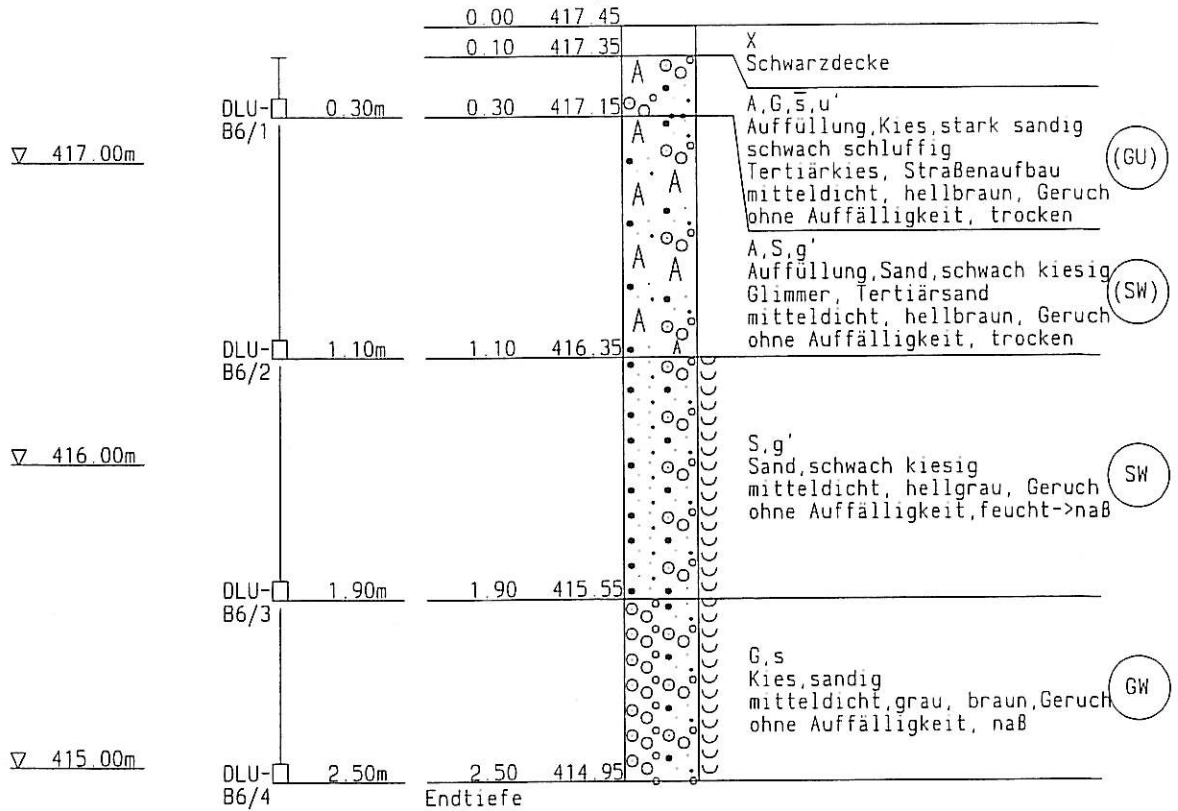 0.00 417.45
0.10 417.35
X
Schwarzdecke
DLU-B6/1 0.30m 0.30 417.15
A,G,s̄,u'
Auffüllung,Kies,stark sandig
schwach schluffig
Tertiärkies, Straßenaufbau
mitteldicht, hellbraun, Geruch
ohne Auffälligkeit, trocken
(GU)
417.00m
A,S,g'
Auffüllung,Sand,schwach kiesig
Glimmer, Tertiärsand
mitteldicht, hellbraun, Geruch
ohne Auffälligkeit, trocken
(SW)
A A A A A A A A A
DLU-B6/2 1.10m 1.10 416.35
416.00m
S,g'
Sand,schwach kiesig
mitteldicht, hellgrau, Geruch
ohne Auffälligkeit,feucht->naß
SW
DLU-B6/3 1.90m 1.90 415.55
G,s
Kies,sandig
mitteldicht,grau, braun,Geruch
ohne Auffälligkeit, naß
GW
415.00m
DLU-B6/4 2.50m 2.50 414.95
Endtiefe